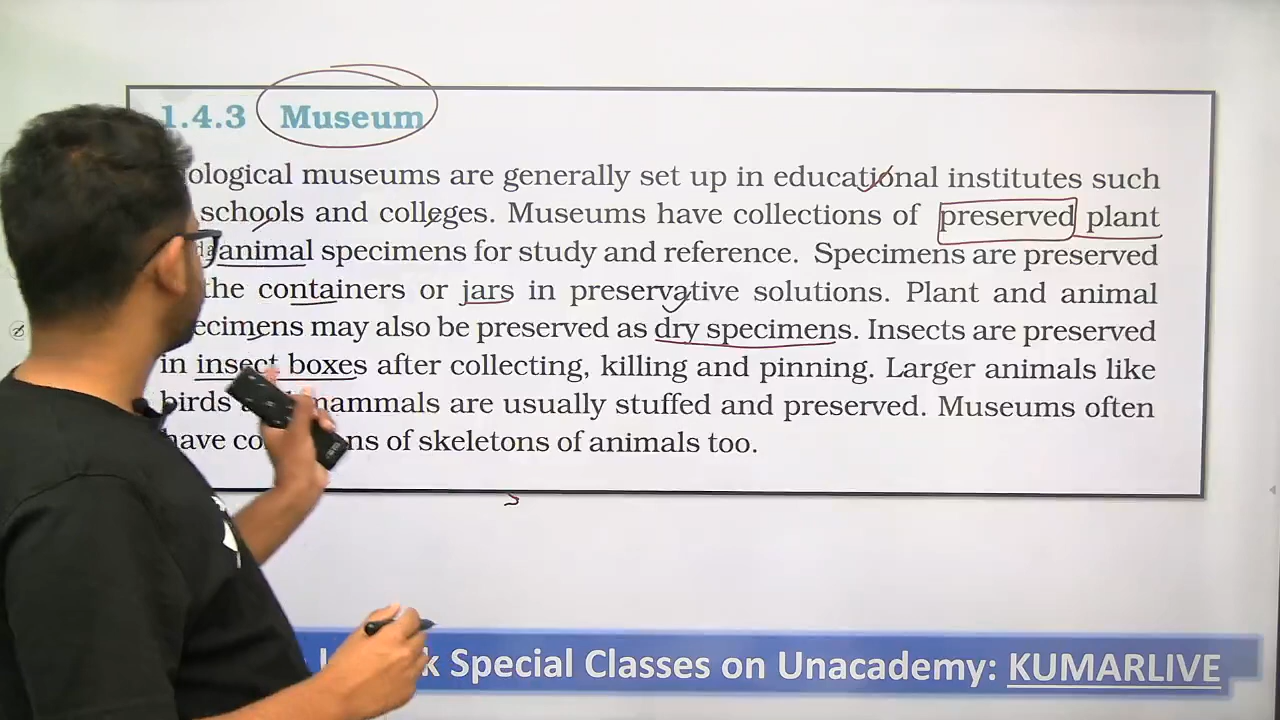 1.4.3 Museum
ological museums are generally set up in educational institutes such
schools and colleges. Museums have collections of preserved plant
animal specimens for study and reference. Specimens are preserved
the containers or jars in preservative solutions. Plant and animal
ecimens may also be preserved as dry specimens. Insects are preserved
in insect boxes after collecting, killing and pinning. Larger animals like
birds mammals are usually stuffed and preserved. Museums often
have co ns of skeletons of animals too.
k Special Classes on Unacademy: KUMARLIVE